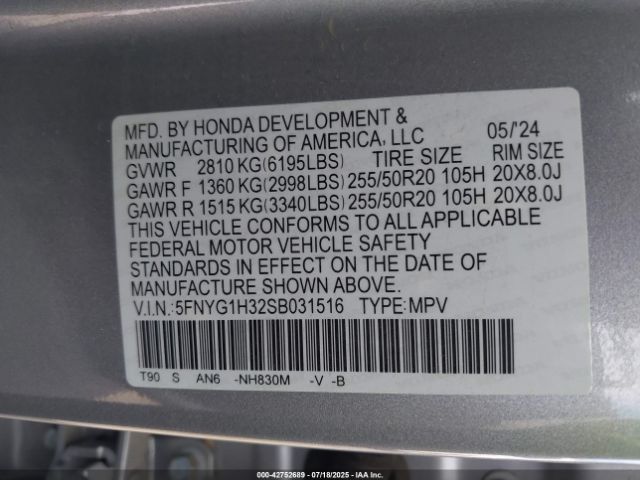 MFD. BY HONDA DEVELOPMENT &
MANUFACTURING OF AMERICA, LLC 05/'24
GVWR 2810 KG(6195LBS) TIRE SIZE RIM SIZE
GAWR F 1360 KG(2998LBS) 255/50R20 105H 20X8.0J
GAWR R 1515 KG(3340LBS) 255/50R20 105H 20X8.0J
THIS VEHICLE CONFORMS TO ALL APPLICABLE
FEDERAL MOTOR VEHICLE SAFETY
STANDARDS IN EFFECT ON THE DATE OF
MANUFACTURE SHOWN ABOVE.
V.I.N.:5FNYG1H32SB031516 TYPE:MPV
T90 S AN6 -NH830M -V -B
000-42752689 - 07/18/2025 - IAA Inc.